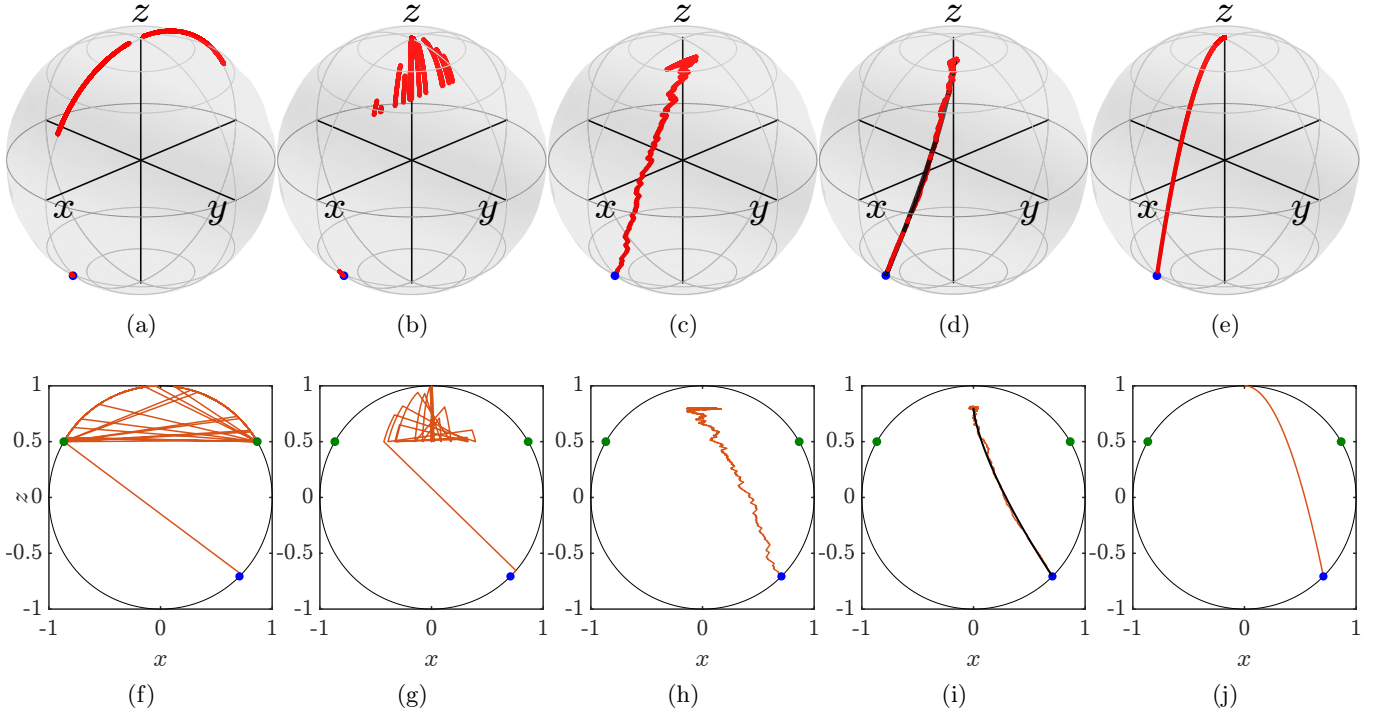 z z z z z
x y x y x y x y x y
(a) (b) (c) (d) (e)
1 1 1 1 1
0.5 0.5 0.5 0.5 0.5
z 0 0 0 0 0
-0.5 -0.5 -0.5 -0.5 -0.5
-1 -1 -1 -1 -1
-1 0 1 -1 0 1 -1 0 1 -1 0 1 -1 0 1
x x x x x
(f) (g) (h) (i) (j)